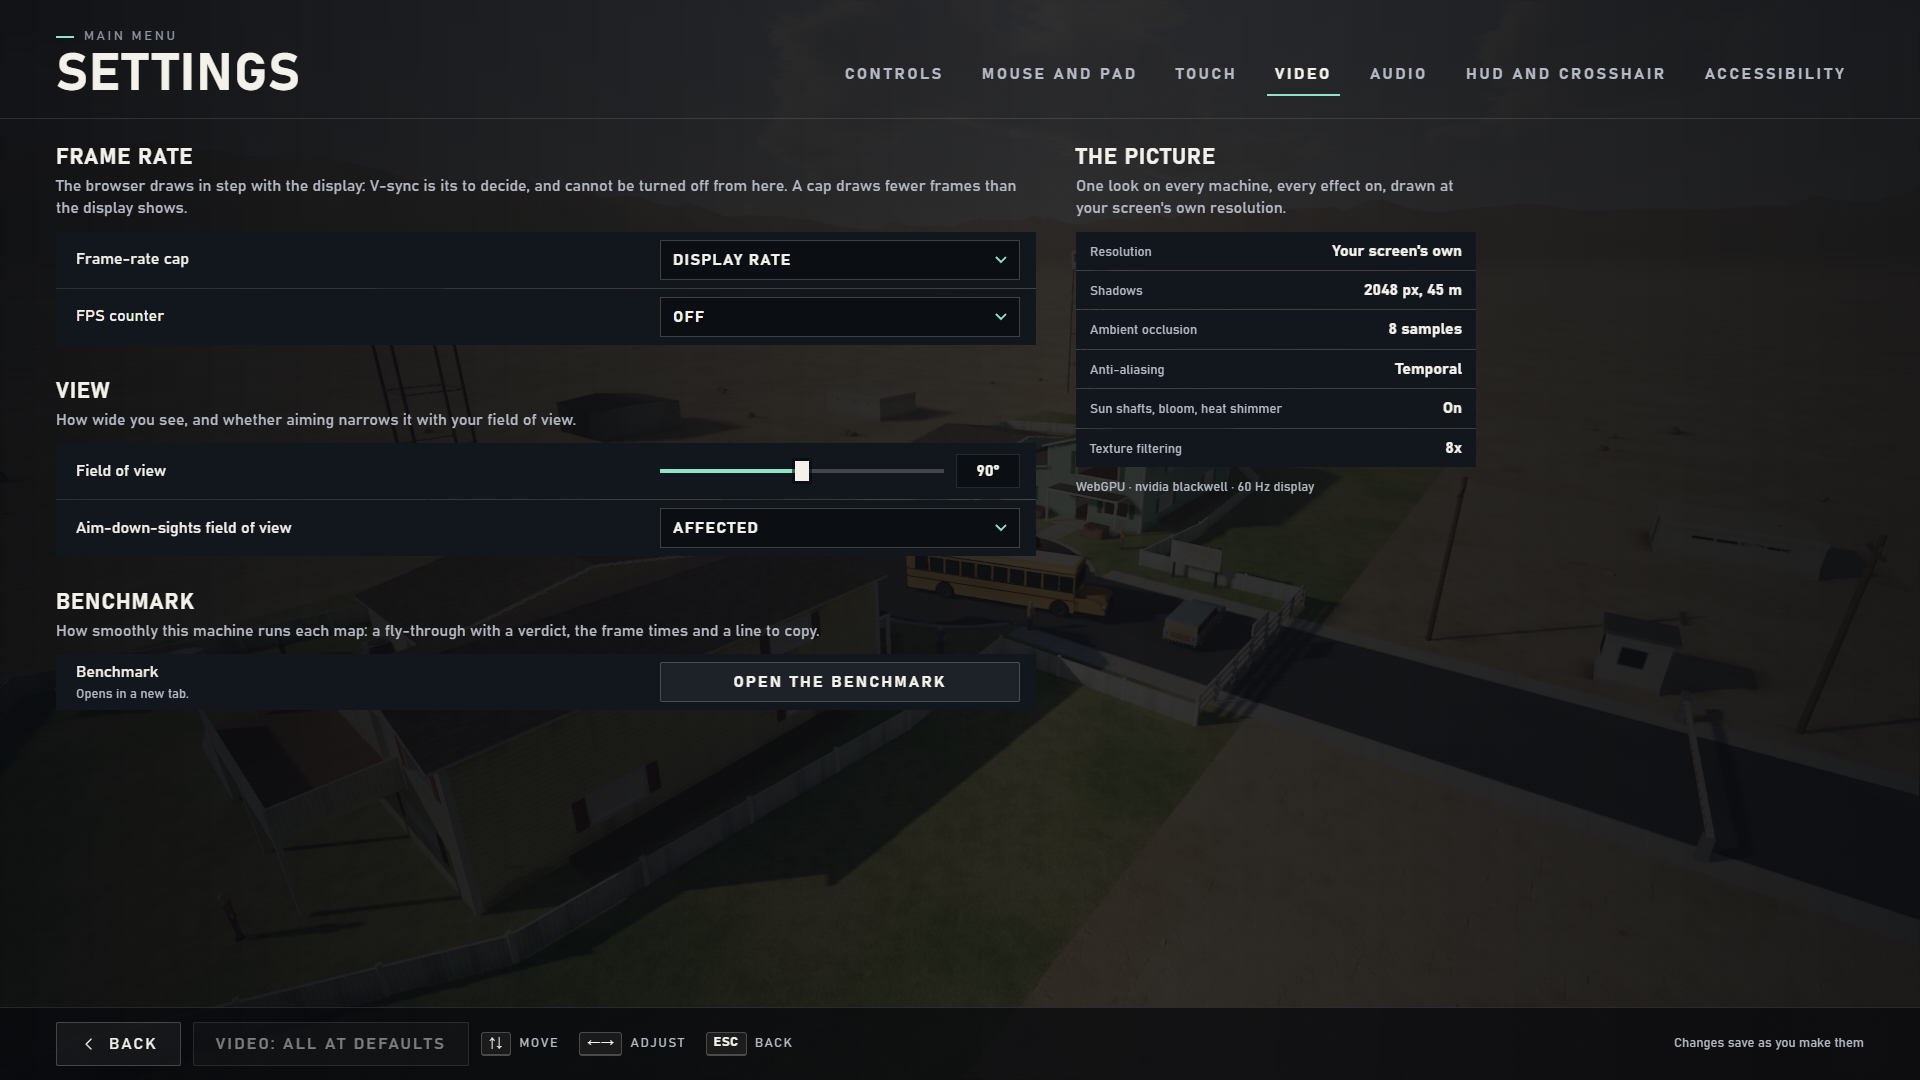 MAIN MENU
SETTINGS
CONTROLS
MOUSE AND PAD
TOUCH
VIDEO
AUDIO
HUD AND CROSSHAIR
ACCESSIBILITY
FRAME RATE
The browser draws in step with the display: V-sync is its to decide, and cannot be turned off from here. A cap draws fewer frames than
the display shows.
Frame-rate cap
DISPLAY RATE
FPS counter
OFF
VIEW
How wide you see, and whether aiming narrows it with your field of view.
Field of view
90°
Aim-down-sights field of view
AFFECTED
BENCHMARK
How smoothly this machine runs each map: a fly-through with a verdict, the frame times and a line to copy.
Benchmark
Opens in a new tab.
OPEN THE BENCHMARK
THE PICTURE
One look on every machine, every effect on, drawn at
your screen's own resolution.
Resolution
Your screen's own
Shadows
2048 px, 45 m
Ambient occlusion
8 samples
Anti-aliasing
Temporal
Sun shafts, bloom, heat shimmer
On
Texture filtering
8x
WebGPU · nvidia blackwell · 60 Hz display
BACK
VIDEO: ALL AT DEFAULTS
↑↓ MOVE
←→ ADJUST
ESC BACK
Changes save as you make them